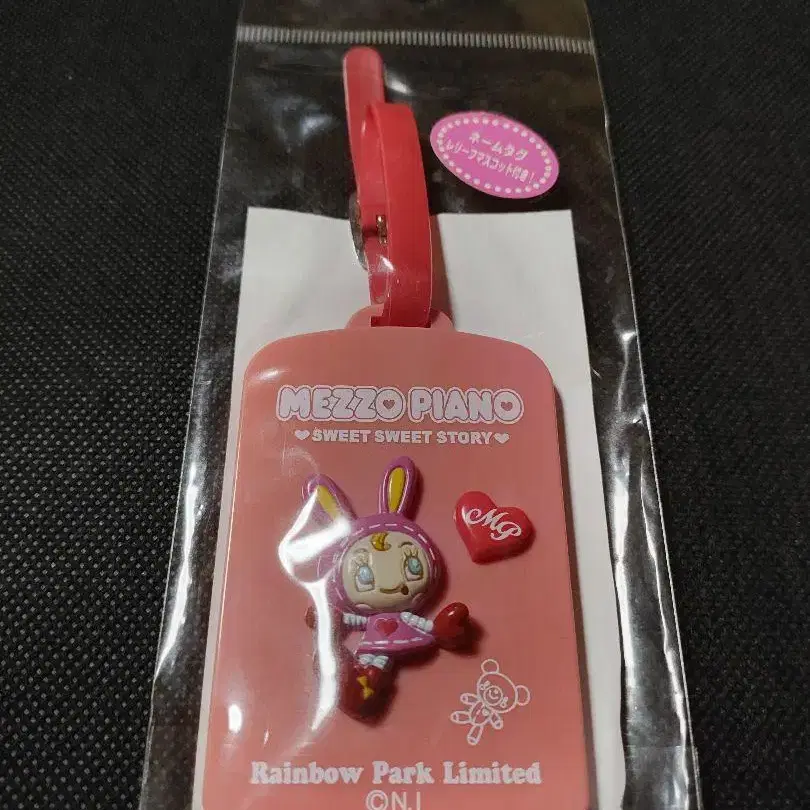 ネームタグ
レリーフマスコット付き!
MEZZO PIANO
♥SWEET SWEET STORY♥
MP
Rainbow Park Limited
©N.I